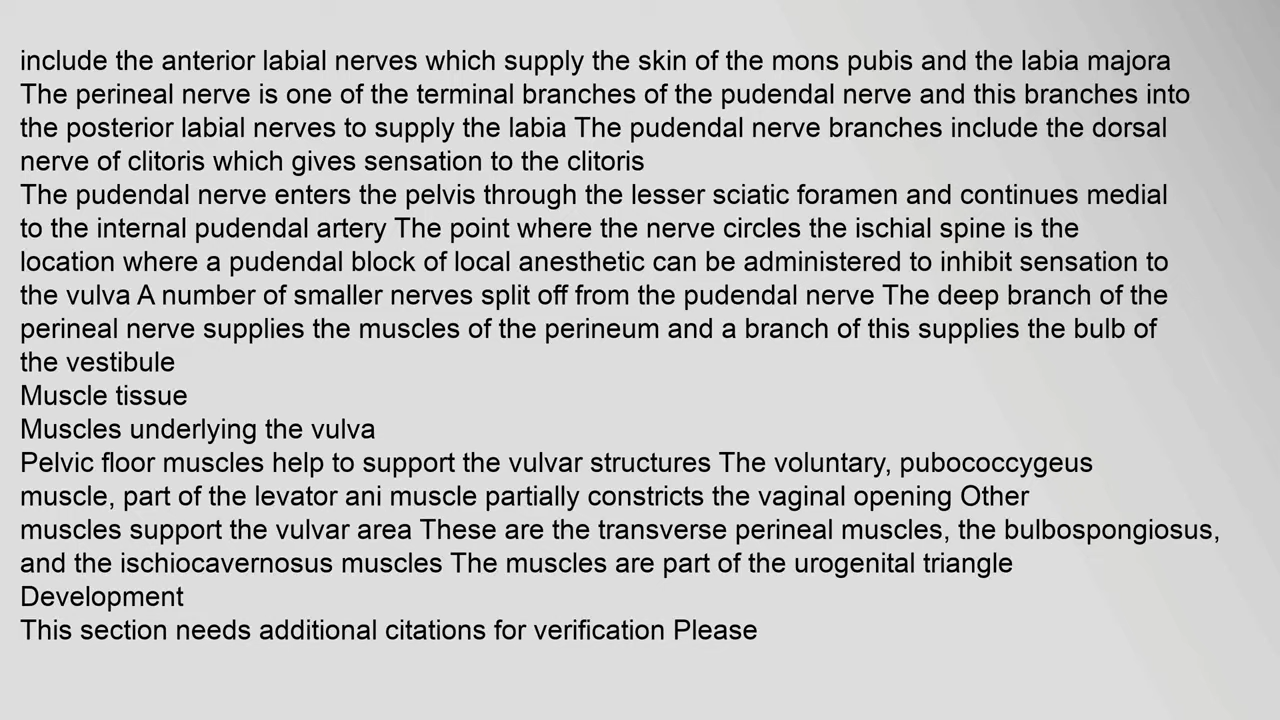 include the anterior labial nerves which supply the skin of the mons pubis and the labia majora
The perineal nerve is one of the terminal branches of the pudendal nerve and this branches into
the posterior labial nerves to supply the labia The pudendal nerve branches include the dorsal
nerve of clitoris which gives sensation to the clitoris
The pudendal nerve enters the pelvis through the lesser sciatic foramen and continues medial
to the internal pudendal artery The point where the nerve circles the ischial spine is the
location where a pudendal block of local anesthetic can be administered to inhibit sensation to
the vulva A number of smaller nerves split off from the pudendal nerve The deep branch of the
perineal nerve supplies the muscles of the perineum and a branch of this supplies the bulb of
the vestibule
Muscle tissue
Muscles underlying the vulva
Pelvic floor muscles help to support the vulvar structures The voluntary, pubococcygeus
muscle, part of the levator ani muscle partially constricts the vaginal opening Other
muscles support the vulvar area These are the transverse perineal muscles, the bulbospongiosus,
and the ischiocavernosus muscles The muscles are part of the urogenital triangle
Development
This section needs additional citations for verification Please